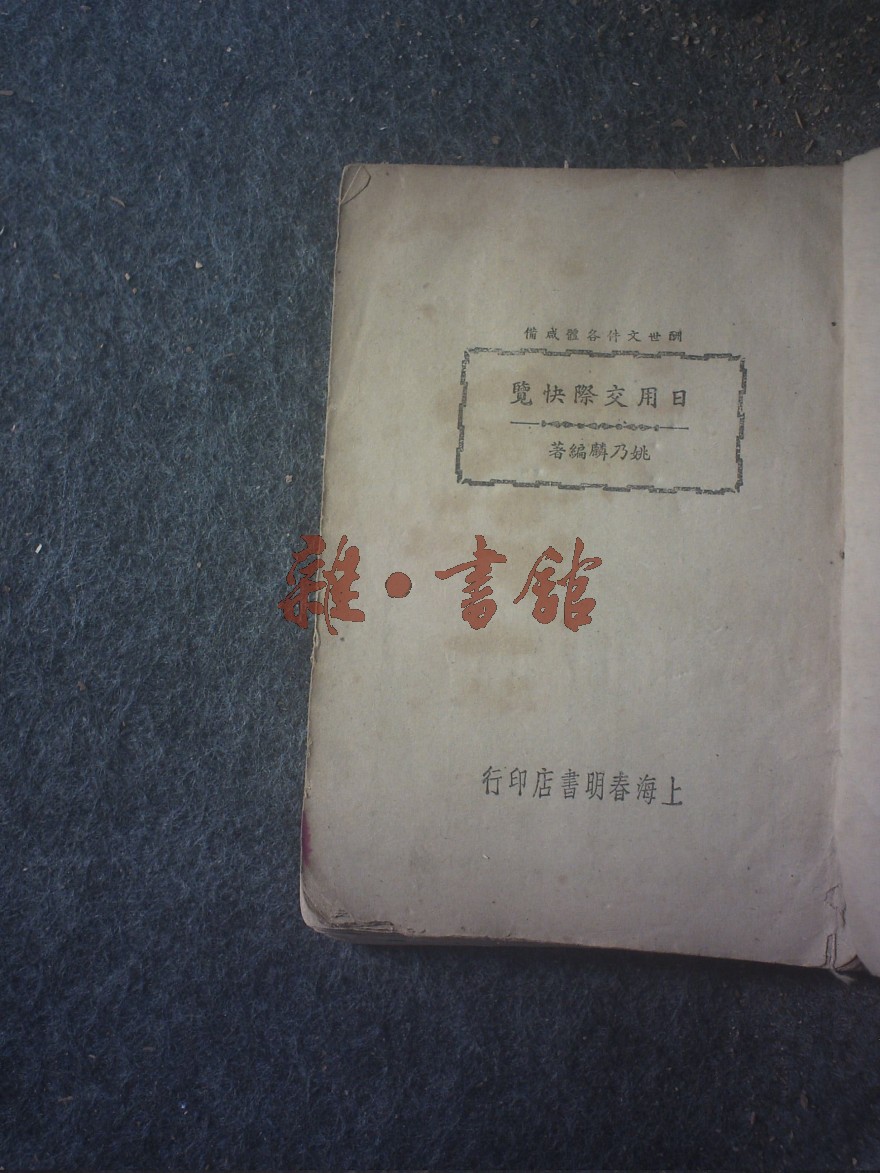 酬世文件各體咸備
日用交際快覽
姚乃麟編著
雜·書館
上海春明書店印行